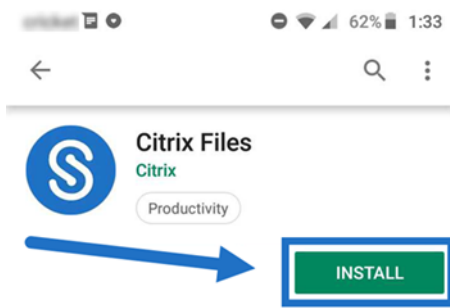 62% 1:33
Citrix Files
Citrix
Productivity
INSTALL